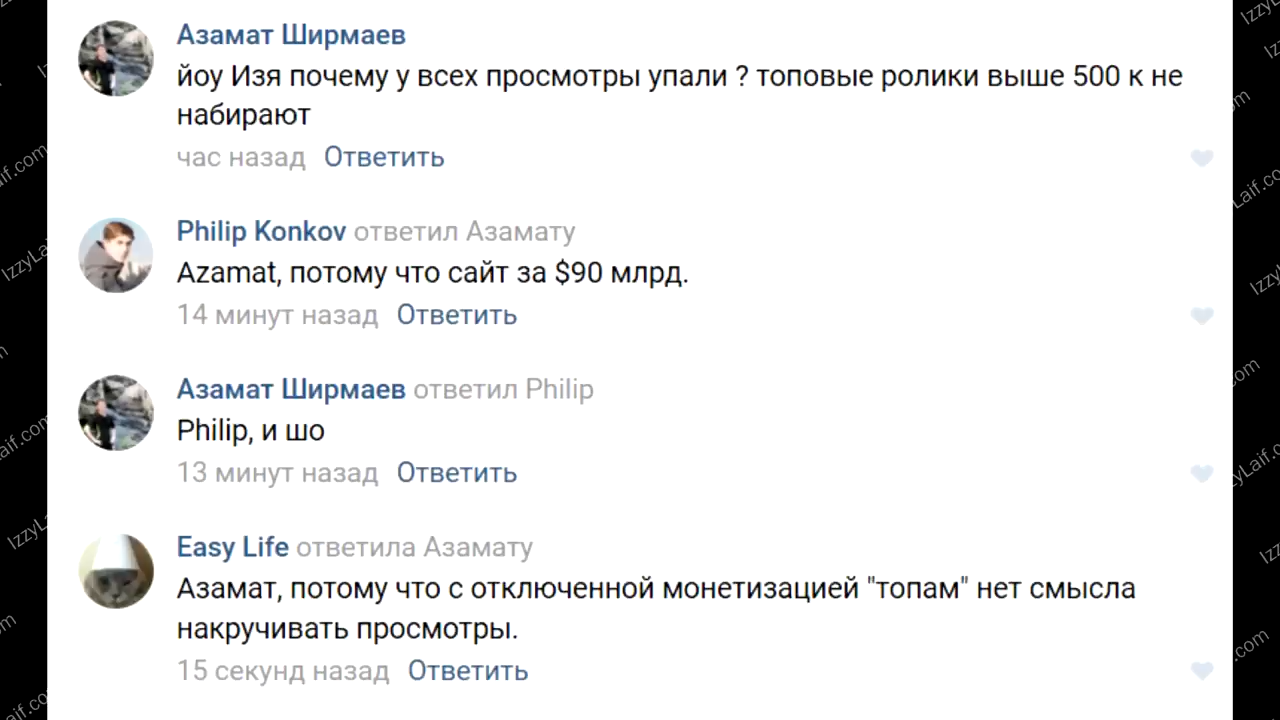 Азамат Ширмаев
йоу Изя почему у всех просмотры упали ? топовые ролики выше 500 к не
набирают
час назад Ответить
Philip Konkov ответил Азамату
Azamat, потому что сайт за $90 млрд.
14 минут назад Ответить
Азамат Ширмаев ответил Philip
Philip, и шо
13 минут назад Ответить
Easy Life ответила Азамату
Азамат, потому что с отключенной монетизацией "топам" нет смысла
накручивать просмотры.
15 секунд назад Ответить